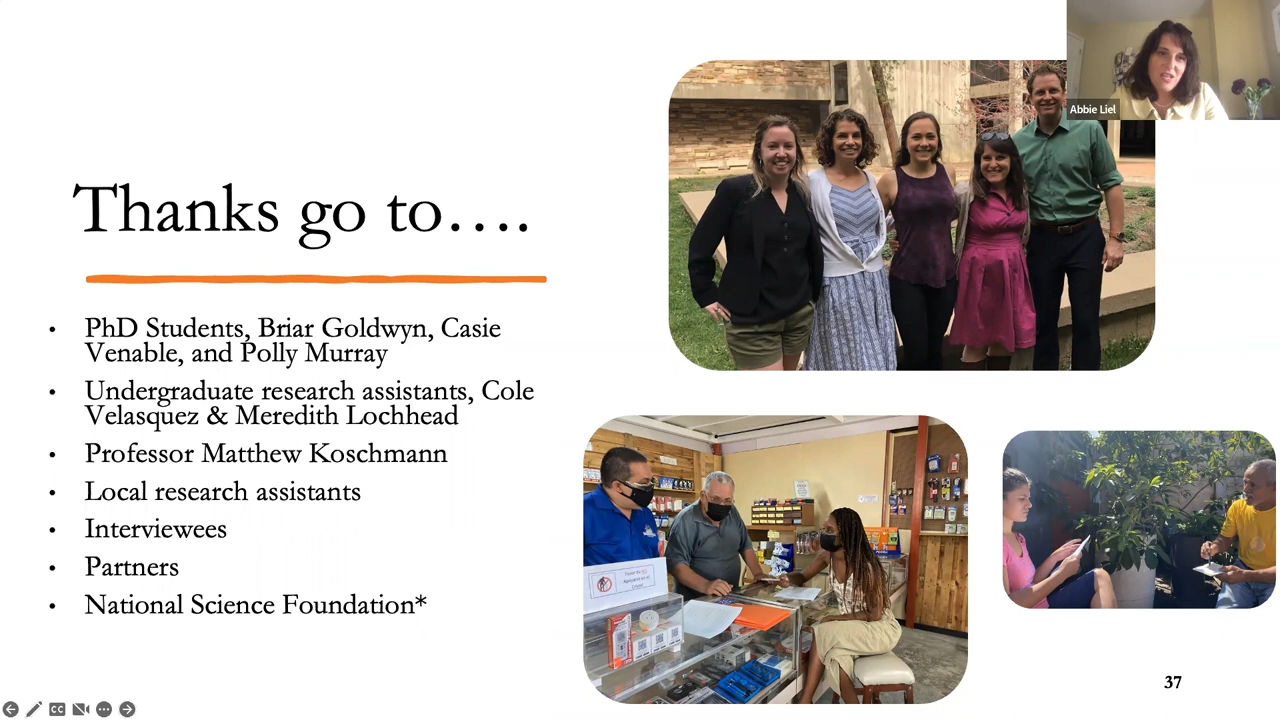 Abbie Liel
Thanks go to….
• PhD Students, Briar Goldwyn, Casie
Venable, and Polly Murray
• Undergraduate research assistants, Cole
Velasquez & Meredith Lochhead
• Professor Matthew Koschmann
• Local research assistants
• Interviewees
• Partners
• National Science Foundation*
37
CC